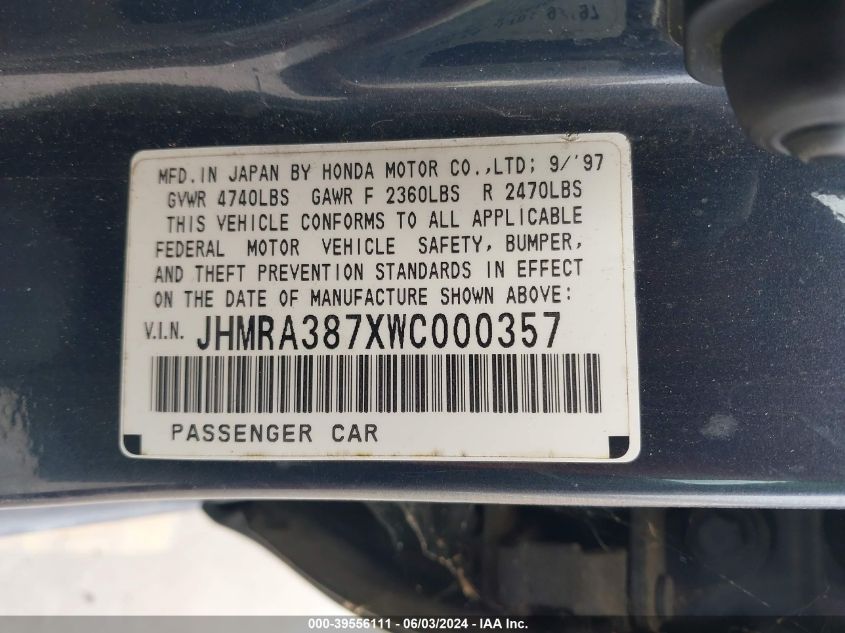 MFD.IN JAPAN BY HONDA MOTOR CO.,LTD; 9/'97
GVWR 4740LBS GAWR F 2360LBS R 2470LBS
THIS VEHICLE CONFORMS TO ALL APPLICABLE
FEDERAL MOTOR VEHICLE SAFETY, BUMPER,
AND THEFT PREVENTION STANDARDS IN EFFECT
ON THE DATE OF MANUFACTURE SHOWN ABOVE:
V.I.N. JHMRA387XWC000357
PASSENGER CAR
000-39556111 - 06/03/2024 - © IAA Inc.